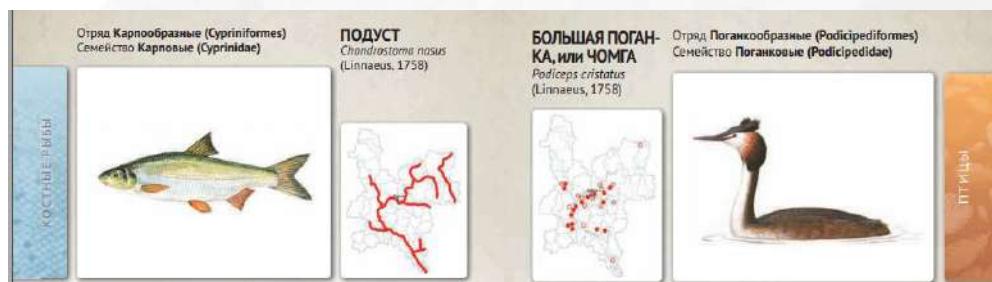 КОСТНЫЕ РЫБЫ
Отряд Карпообразные (Cypriniformes)
Семейство Карповые (Cyprinidae)
ПОДУСТ
Chondrostoma nasus
(Linnaeus, 1758)
БОЛЬШАЯ ПОГАН-
КА, или ЧОМГА
Podiceps cristatus
(Linnaeus, 1758)
Отряд Поганкообразные (Podicipediformes)
Семейство Поганковые (Podicipedidae)
ПТИЦЫ